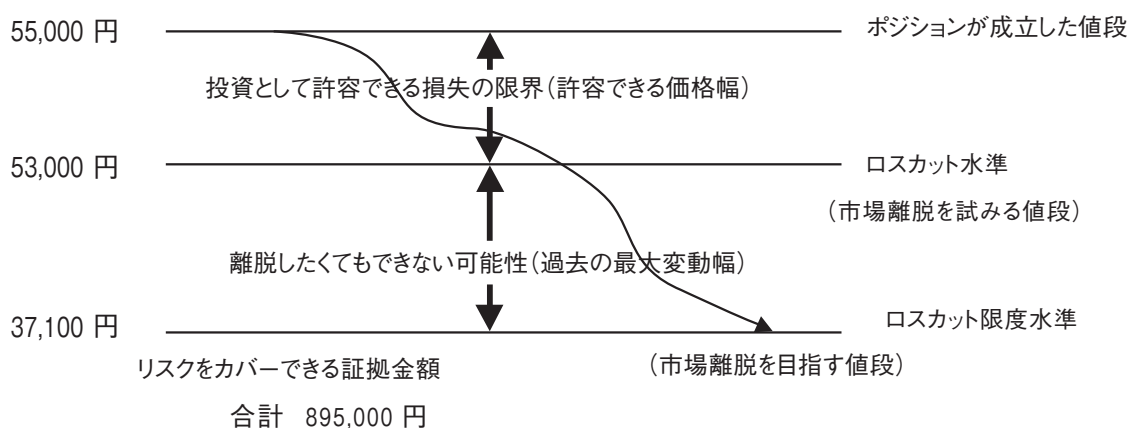 55,000 円
ポジションが成立した値段
投資として許容できる損失の限界(許容できる価格幅)
53,000 円
ロスカット水準
(市場離脱を試みる値段)
離脱したくてもできない可能性(過去の最大変動幅)
37,100 円
ロスカット限度水準
リスクをカバーできる証拠金額
(市場離脱を目指す値段)
合計 895,000 円